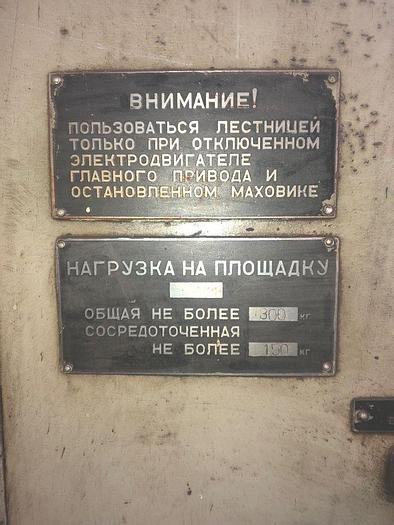 ВНИМАНИЕ!
ПОЛЬЗОВАТЬСЯ ЛЕСТНИЦЕЙ
ТОЛЬКО ПРИ ОТКЛЮЧЕННОМ
ЭЛЕКТРОДВИГАТЕЛЕ
ГЛАВНОГО ПРИВОДА И
ОСТАНОВЛЕННОМ МАХОВИКЕ
НАГРУЗКА НА ПЛОЩАДКУ
ОБЩАЯ НЕ БОЛЕЕ 300 кг
СОСРЕДОТОЧЕННАЯ
НЕ БОЛЕЕ 150 кг